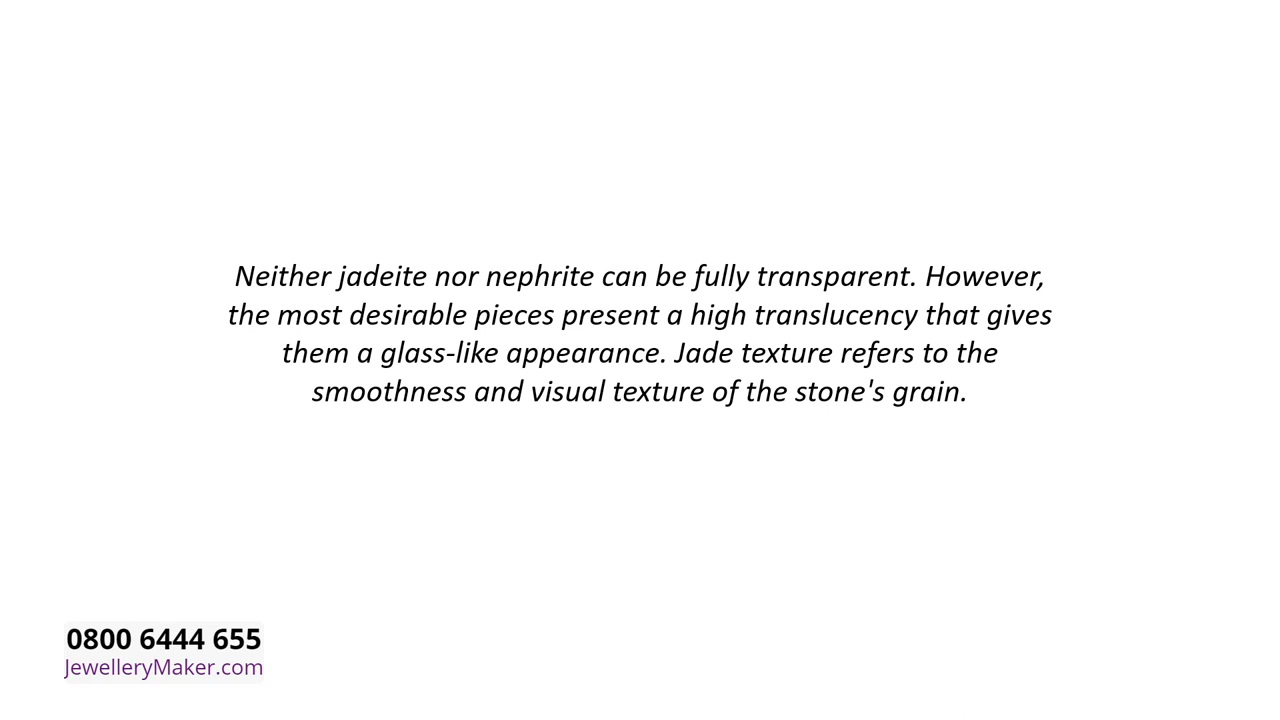 Neither jadeite nor nephrite can be fully transparent. However,
the most desirable pieces present a high translucency that gives
them a glass-like appearance. Jade texture refers to the
smoothness and visual texture of the stone's grain.
0800 6444 655
JewelleryMaker.com